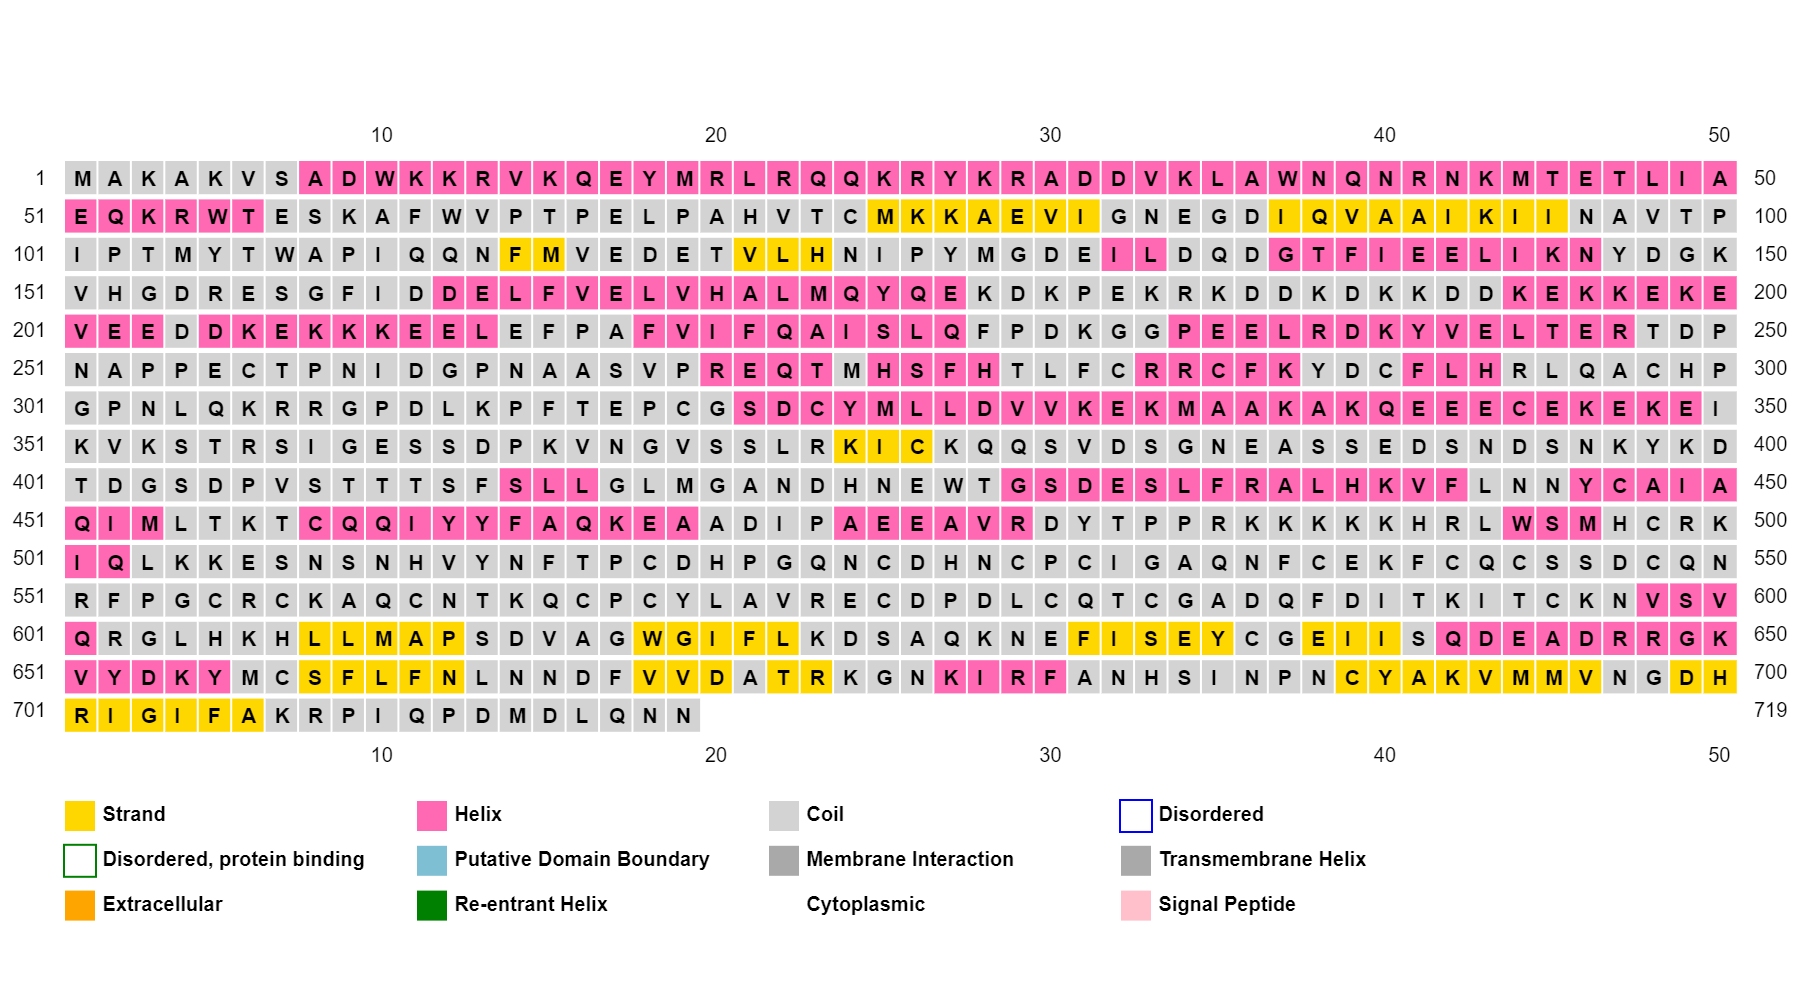 10 20 30 40 50
1 M A K A K V S A D W K K R V K Q E Y M R L R Q Q K R Y K R A D D V K L A W N Q N R N K M T E T L I A 50
51 E Q K R W T E S K A F W V P T P E L P A H V T C M K K A E V I G N E G D I Q V A A I K I I N A V T P 100
101 I P T M Y T W A P I Q Q N F M V E D E T V L H N I P Y M G D E I L D Q D G T F I E E L I K N Y D G K 150
151 V H G D R E S G F I D D E L F V E L V H A L M Q Y Q E K D K P E K R K D D K D K K D D K E K K E K E 200
201 V E E D D K E K K K E E L E F P A F V I F Q A I S L Q F P D K G G P E E L R D K Y V E L T E R T D P 250
251 N A P P E C T P N I D G P N A A S V P R E Q T M H S F H T L F C R R C F K Y D C F L H R L Q A C H P 300
301 G P N L Q K R R G P D L K P F T E P C G S D C Y M L L D V V K E K M A A K A K Q E E E C E K E K E I 350
351 K V K S T R S I G E S S D P K V N G V S S L R K I C K Q Q S V D S G N E A S S E D S N D S N K Y K D 400
401 T D G S D P V S T T T S F S L L G L M G A N D H N E W T G S D E S L F R A L H K V F L N N Y C A I A 450
451 Q I M L T K T C Q Q I Y Y F A Q K E A A D I P A E E A V R D Y T P P R K K K K K H R L W S M H C R K 500
501 I Q L K K E S N S N H V Y N F T P C D H P G Q N C D H N C P C I G A Q N F C E K F C Q C S S D C Q N 550
551 R F P G C R C K A Q C N T K Q C P C Y L A V R E C D P D L C Q T C G A D Q F D I T K I T C K N V S V 600
601 Q R G L H K H L L M A P S D V A G W G I F L K D S A Q K N E F I S E Y C G E I I S Q D E A D R R G K 650
651 V Y D K Y M C S F L F N L N N D F V V D A T R K G N K I R F A N H S I N P N C Y A K V M M V N G D H 700
701 R I G I F A K R P I Q P D M D L Q N N 719
10 20 30 40 50
Strand Helix Coil Disordered
Disordered, protein binding Putative Domain Boundary Membrane Interaction Transmembrane Helix
Extracellular Re-entrant Helix Cytoplasmic Signal Peptide